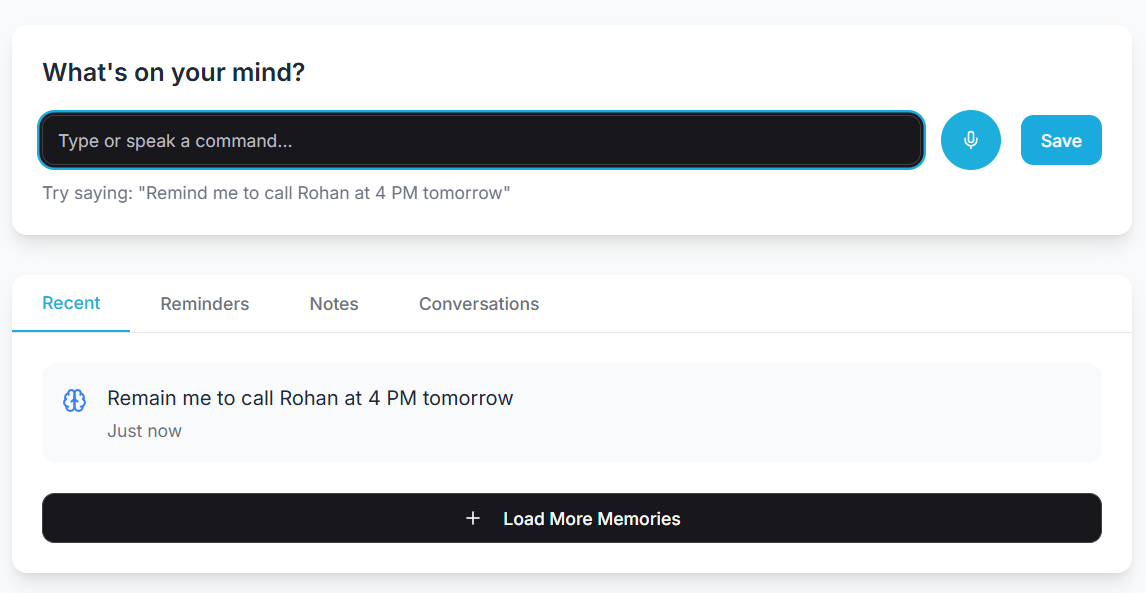 What's on your mind?
Type or speak a command...
Save
Try saying: "Remind me to call Rohan at 4 PM tomorrow"
Recent Reminders Notes Conversations
Remain me to call Rohan at 4 PM tomorrow
Just now
+ Load More Memories